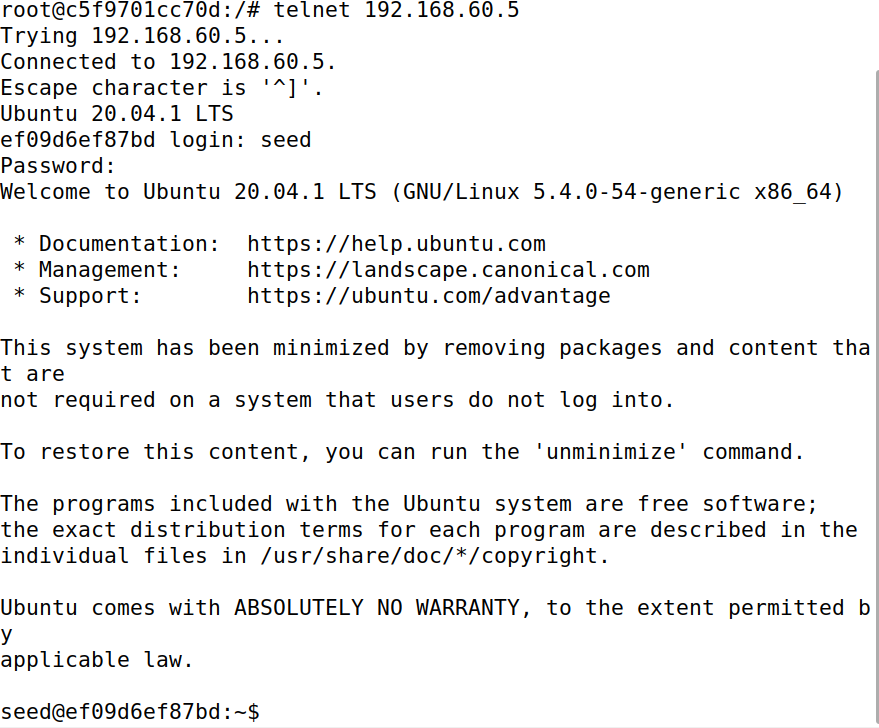 root@c5f9701cc70d:/# telnet 192.168.60.5
Trying 192.168.60.5...
Connected to 192.168.60.5.
Escape character is '^]'.
Ubuntu 20.04.1 LTS
ef09d6ef87bd login: seed
Password:
Welcome to Ubuntu 20.04.1 LTS (GNU/Linux 5.4.0-54-generic x86_64)

 * Documentation:  https://help.ubuntu.com
 * Management:     https://landscape.canonical.com
 * Support:        https://ubuntu.com/advantage

This system has been minimized by removing packages and content tha
t are
not required on a system that users do not log into.

To restore this content, you can run the 'unminimize' command.

The programs included with the Ubuntu system are free software;
the exact distribution terms for each program are described in the
individual files in /usr/share/doc/*/copyright.

Ubuntu comes with ABSOLUTELY NO WARRANTY, to the extent permitted b
y
applicable law.

seed@ef09d6ef87bd:~$